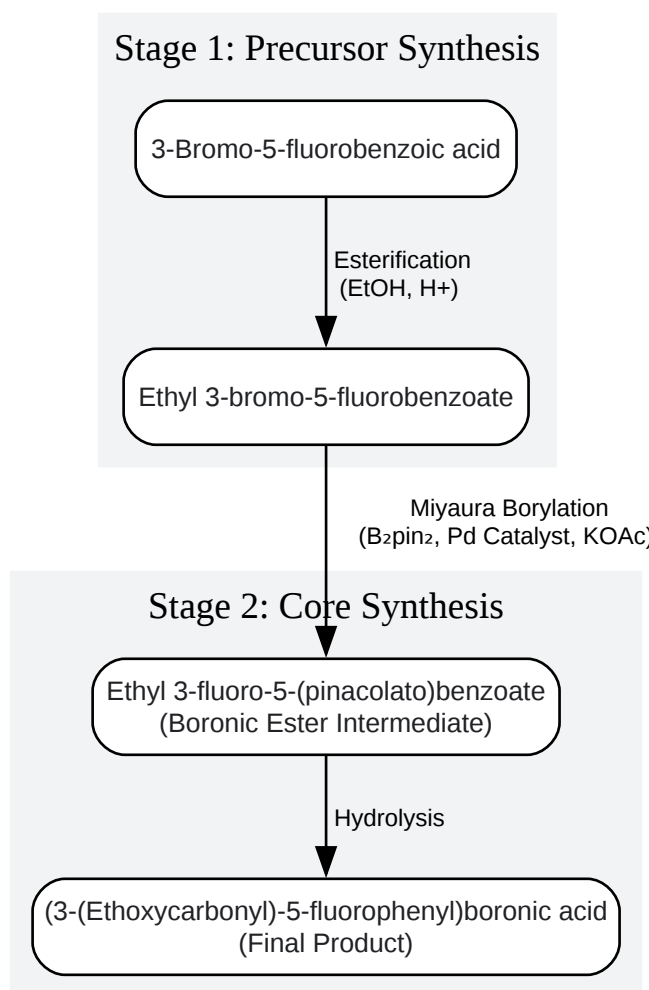 Stage 1: Precursor Synthesis
3-Bromo-5-fluorobenzoic acid
Esterification
(EtOH, H+)
Ethyl 3-bromo-5-fluorobenzoate
Miyaura Borylation
(B₂pin₂, Pd Catalyst, KOAc)
Stage 2: Core Synthesis
Ethyl 3-fluoro-5-(pinacolato)benzoate
(Boronic Ester Intermediate)
Hydrolysis
(3-(Ethoxycarbonyl)-5-fluorophenyl)boronic acid
(Final Product)